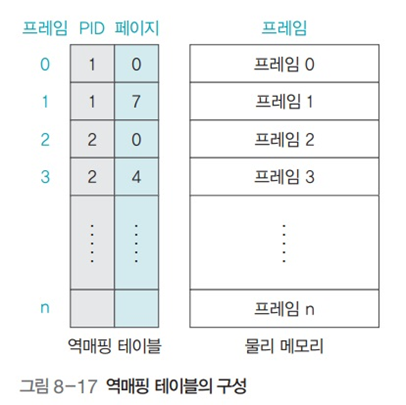 프레임 PID 페이지 프레임
0 1 0 프레임 0
1 1 7 프레임 1
2 2 0 프레임 2
3 2 4 프레임 3
n 프레임 n
역매핑 테이블 물리 메모리
그림 8-17 역매핑 테이블의 구성